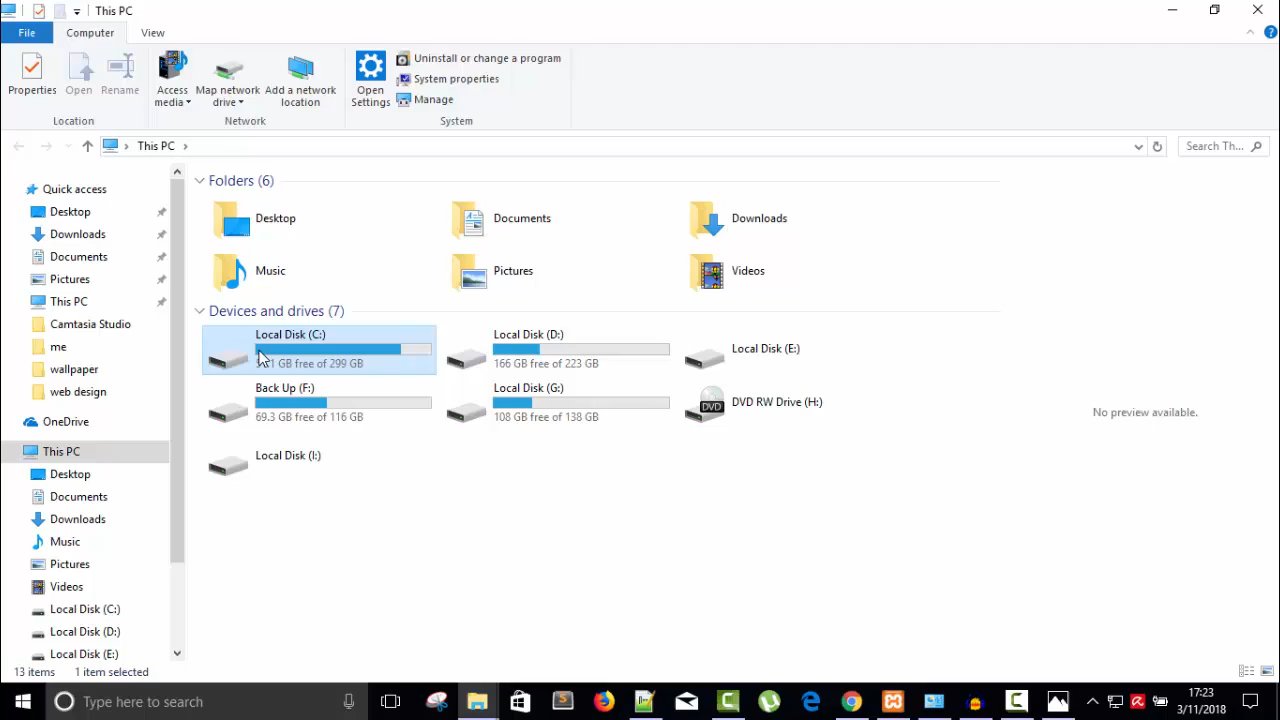 This PC
File
Computer
View
Properties
Open
Rename
Access media
Map network drive
Add a network location
Open Settings
Uninstall or change a program
System properties
Manage
Location
Network
System
This PC
Search Th...
Quick access
Desktop
Downloads
Documents
Pictures
This PC
Camtasia Studio
me
wallpaper
web design
OneDrive
This PC
Desktop
Documents
Downloads
Music
Pictures
Videos
Local Disk (C:)
Local Disk (D:)
Local Disk (E:)
Folders (6)
Desktop
Documents
Downloads
Music
Pictures
Videos
Devices and drives (7)
Local Disk (C:)
GB free of 299 GB
Local Disk (D:)
166 GB free of 223 GB
Local Disk (E:)
Back Up (F:)
69.3 GB free of 116 GB
Local Disk (G:)
108 GB free of 138 GB
DVD
DVD RW Drive (H:)
Local Disk (I:)
No preview available.
13 items
1 item selected
Type here to search
17:23
3/11/2018